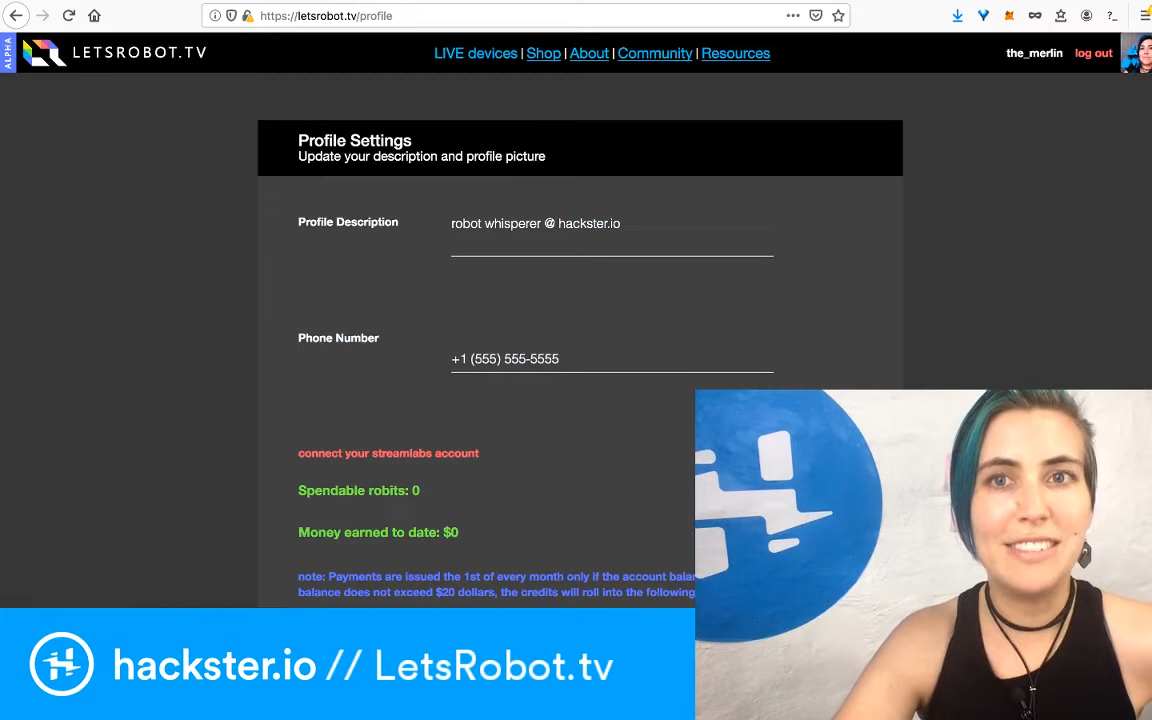 https://letsrobot.tv/profile
ALPHA
LETSROBOT.TV
LIVE devices | Shop | About | Community | Resources
the_merlin log out
Profile Settings
Update your description and profile picture
Profile Description
robot whisperer @ hackster.io
Phone Number
+1 (555) 555-5555
connect your streamlabs account
Spendable robits: 0
Money earned to date: $0
note: Payments are issued the 1st of every month only if the account
balance does not exceed $20 dollars, the credits will roll into the following
hackster.io // LetsRobot.tv